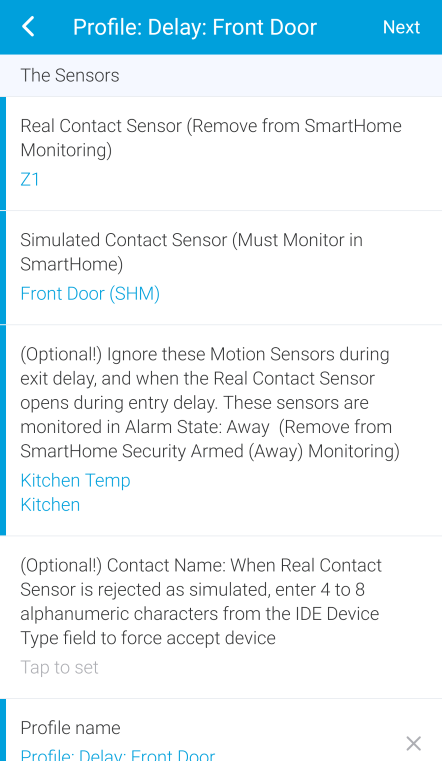 Profile: Delay: Front Door
Next
The Sensors
Real Contact Sensor (Remove from SmartHome
Monitoring)
Z1
Simulated Contact Sensor (Must Monitor in
SmartHome)
Front Door (SHM)
(Optional!) Ignore these Motion Sensors during
exit delay, and when the Real Contact Sensor
opens during entry delay. These sensors are
monitored in Alarm State: Away  (Remove from
SmartHome Security Armed (Away) Monitoring)
Kitchen Temp
Kitchen
(Optional!) Contact Name: When Real Contact
Sensor is rejected as simulated, enter 4 to 8
alphanumeric characters from the IDE Device
Type field to force accept device
Tap to set
Profile name
Profile: Delay: Front Door